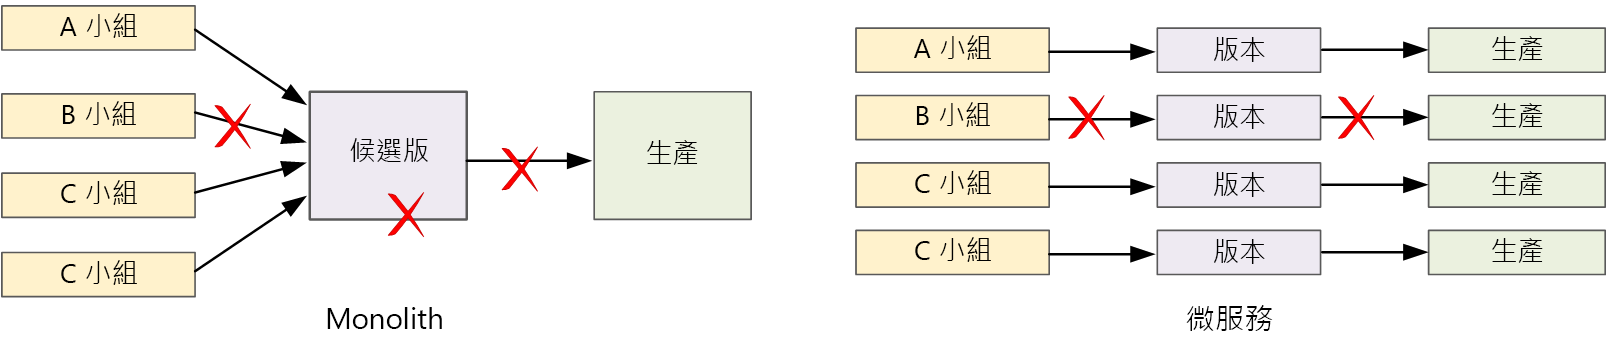 A 小組
B 小組
C 小組
C 小組
候選版
生產
Monolith
A 小組
版本
生產
B 小組
版本
生產
C 小組
版本
生產
C 小組
版本
生產
微服務